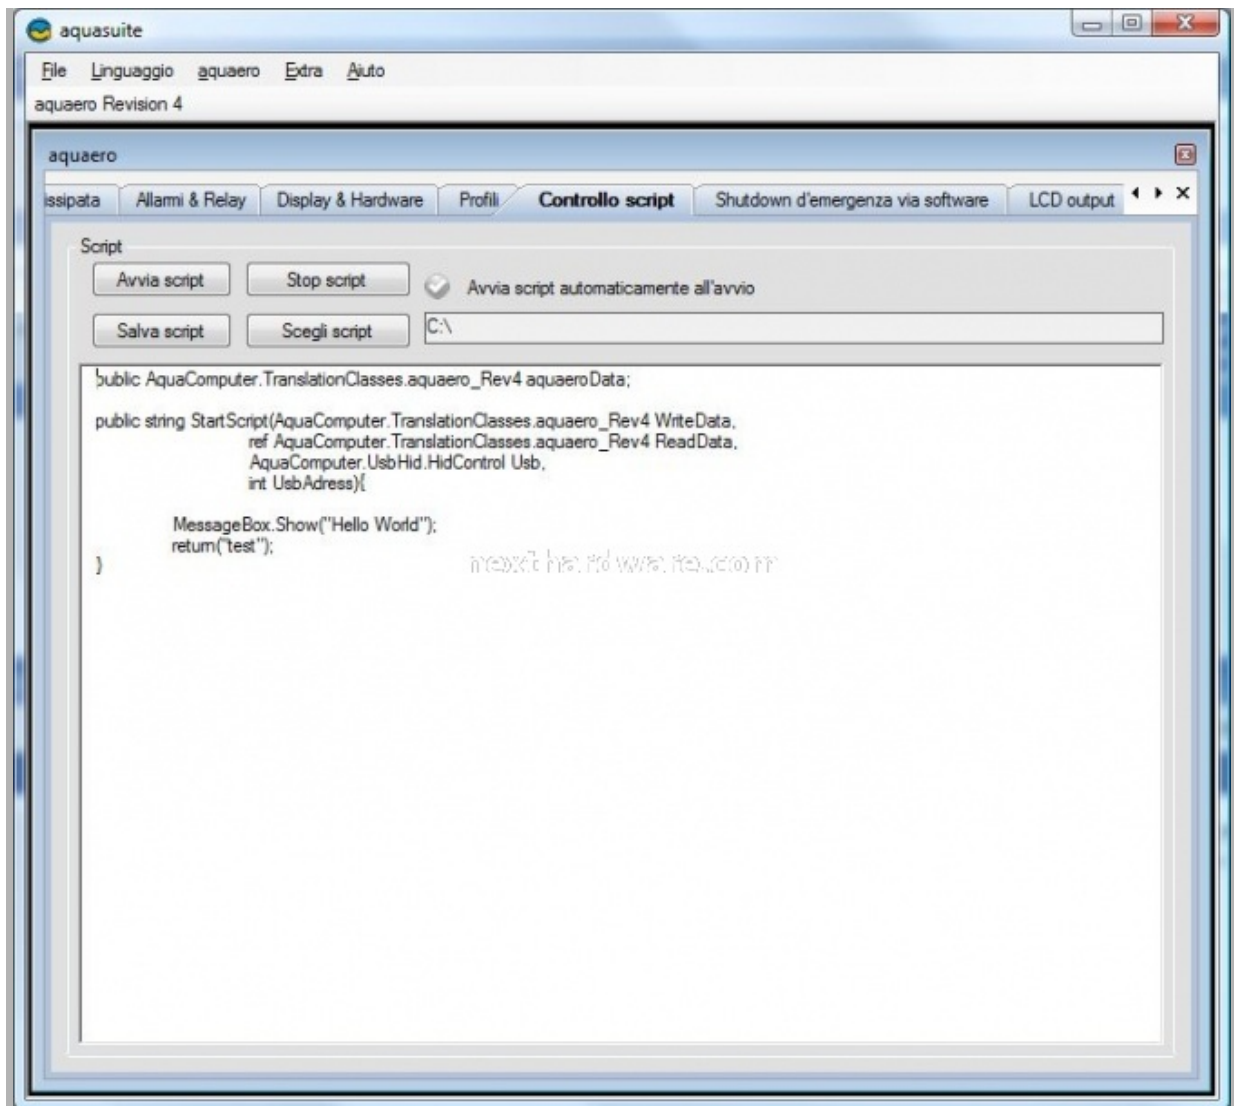 aquasuite
File Linguaggio aquaero Extra Aiuto
aquaero Revision 4
aquaero
issipata Allarmi & Relay Display & Hardware Profili Controllo script Shutdown d'emergenza via software LCD output
Script
Avvia script Stop script Avvia script automaticamente all'avvio
Salva script Scegli script C:\
public AquaComputer.TranslationClasses.aquaero_Rev4 aquaeroData;
public string StartScript(AquaComputer.TranslationClasses.aquaero_Rev4 WriteData,
ref AquaComputer.TranslationClasses.aquaero_Rev4 ReadData,
AquaComputer.UsbHid.HidControl Usb,
int UsbAdress){
MessageBox.Show("Hello World");
return("test");
}
nexthardware.com